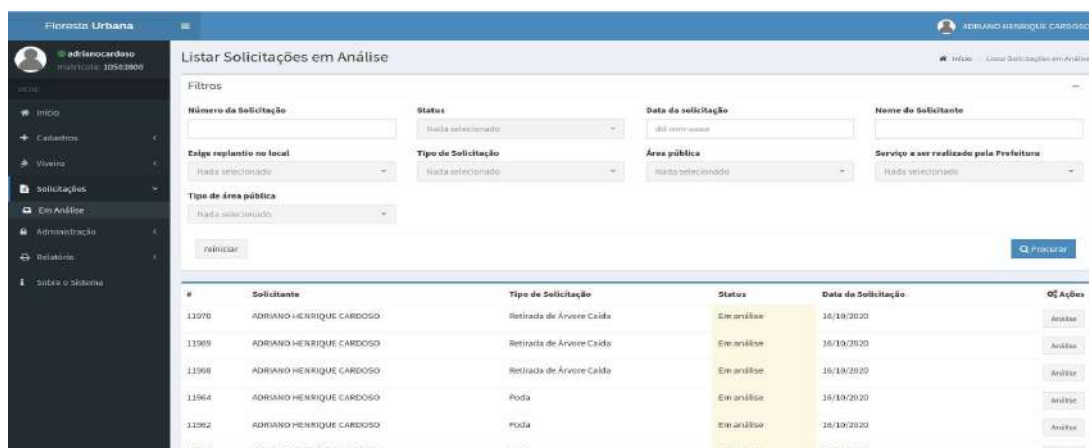 Floresta Urbana
ADRIANO HENRIQUE CARDOSO
adrianocardoso
matrícula: 10503800
MENU
Início
Cadastros
Viveiro
Solicitações
Em Análise
Administração
Relatório
Sobre o Sistema
Listar Solicitações em Análise
Início / Listar Solicitações em Análise
Filtros
Número da Solicitação Status Data da solicitação Nome do Solicitante
Nada selecionado dd-mm-aaaa
Exige replantio no local Tipo de Solicitação Área pública Serviço a ser realizado pela Prefeitura
Nada selecionado Nada selecionado Nada selecionado Nada selecionado
Tipo de área pública
Nada selecionado
reiniciar Procurar
# Solicitante Tipo de Solicitação Status Data da Solicitação Ações
11970 ADRIANO HENRIQUE CARDOSO Retirada de Árvore Caída Em análise 16/10/2020 Análise
11969 ADRIANO HENRIQUE CARDOSO Retirada de Árvore Caída Em análise 16/10/2020 Análise
11968 ADRIANO HENRIQUE CARDOSO Retirada de Árvore Caída Em análise 16/10/2020 Análise
11964 ADRIANO HENRIQUE CARDOSO Poda Em análise 16/10/2020 Análise
11962 ADRIANO HENRIQUE CARDOSO Poda Em análise 16/10/2020 Análise